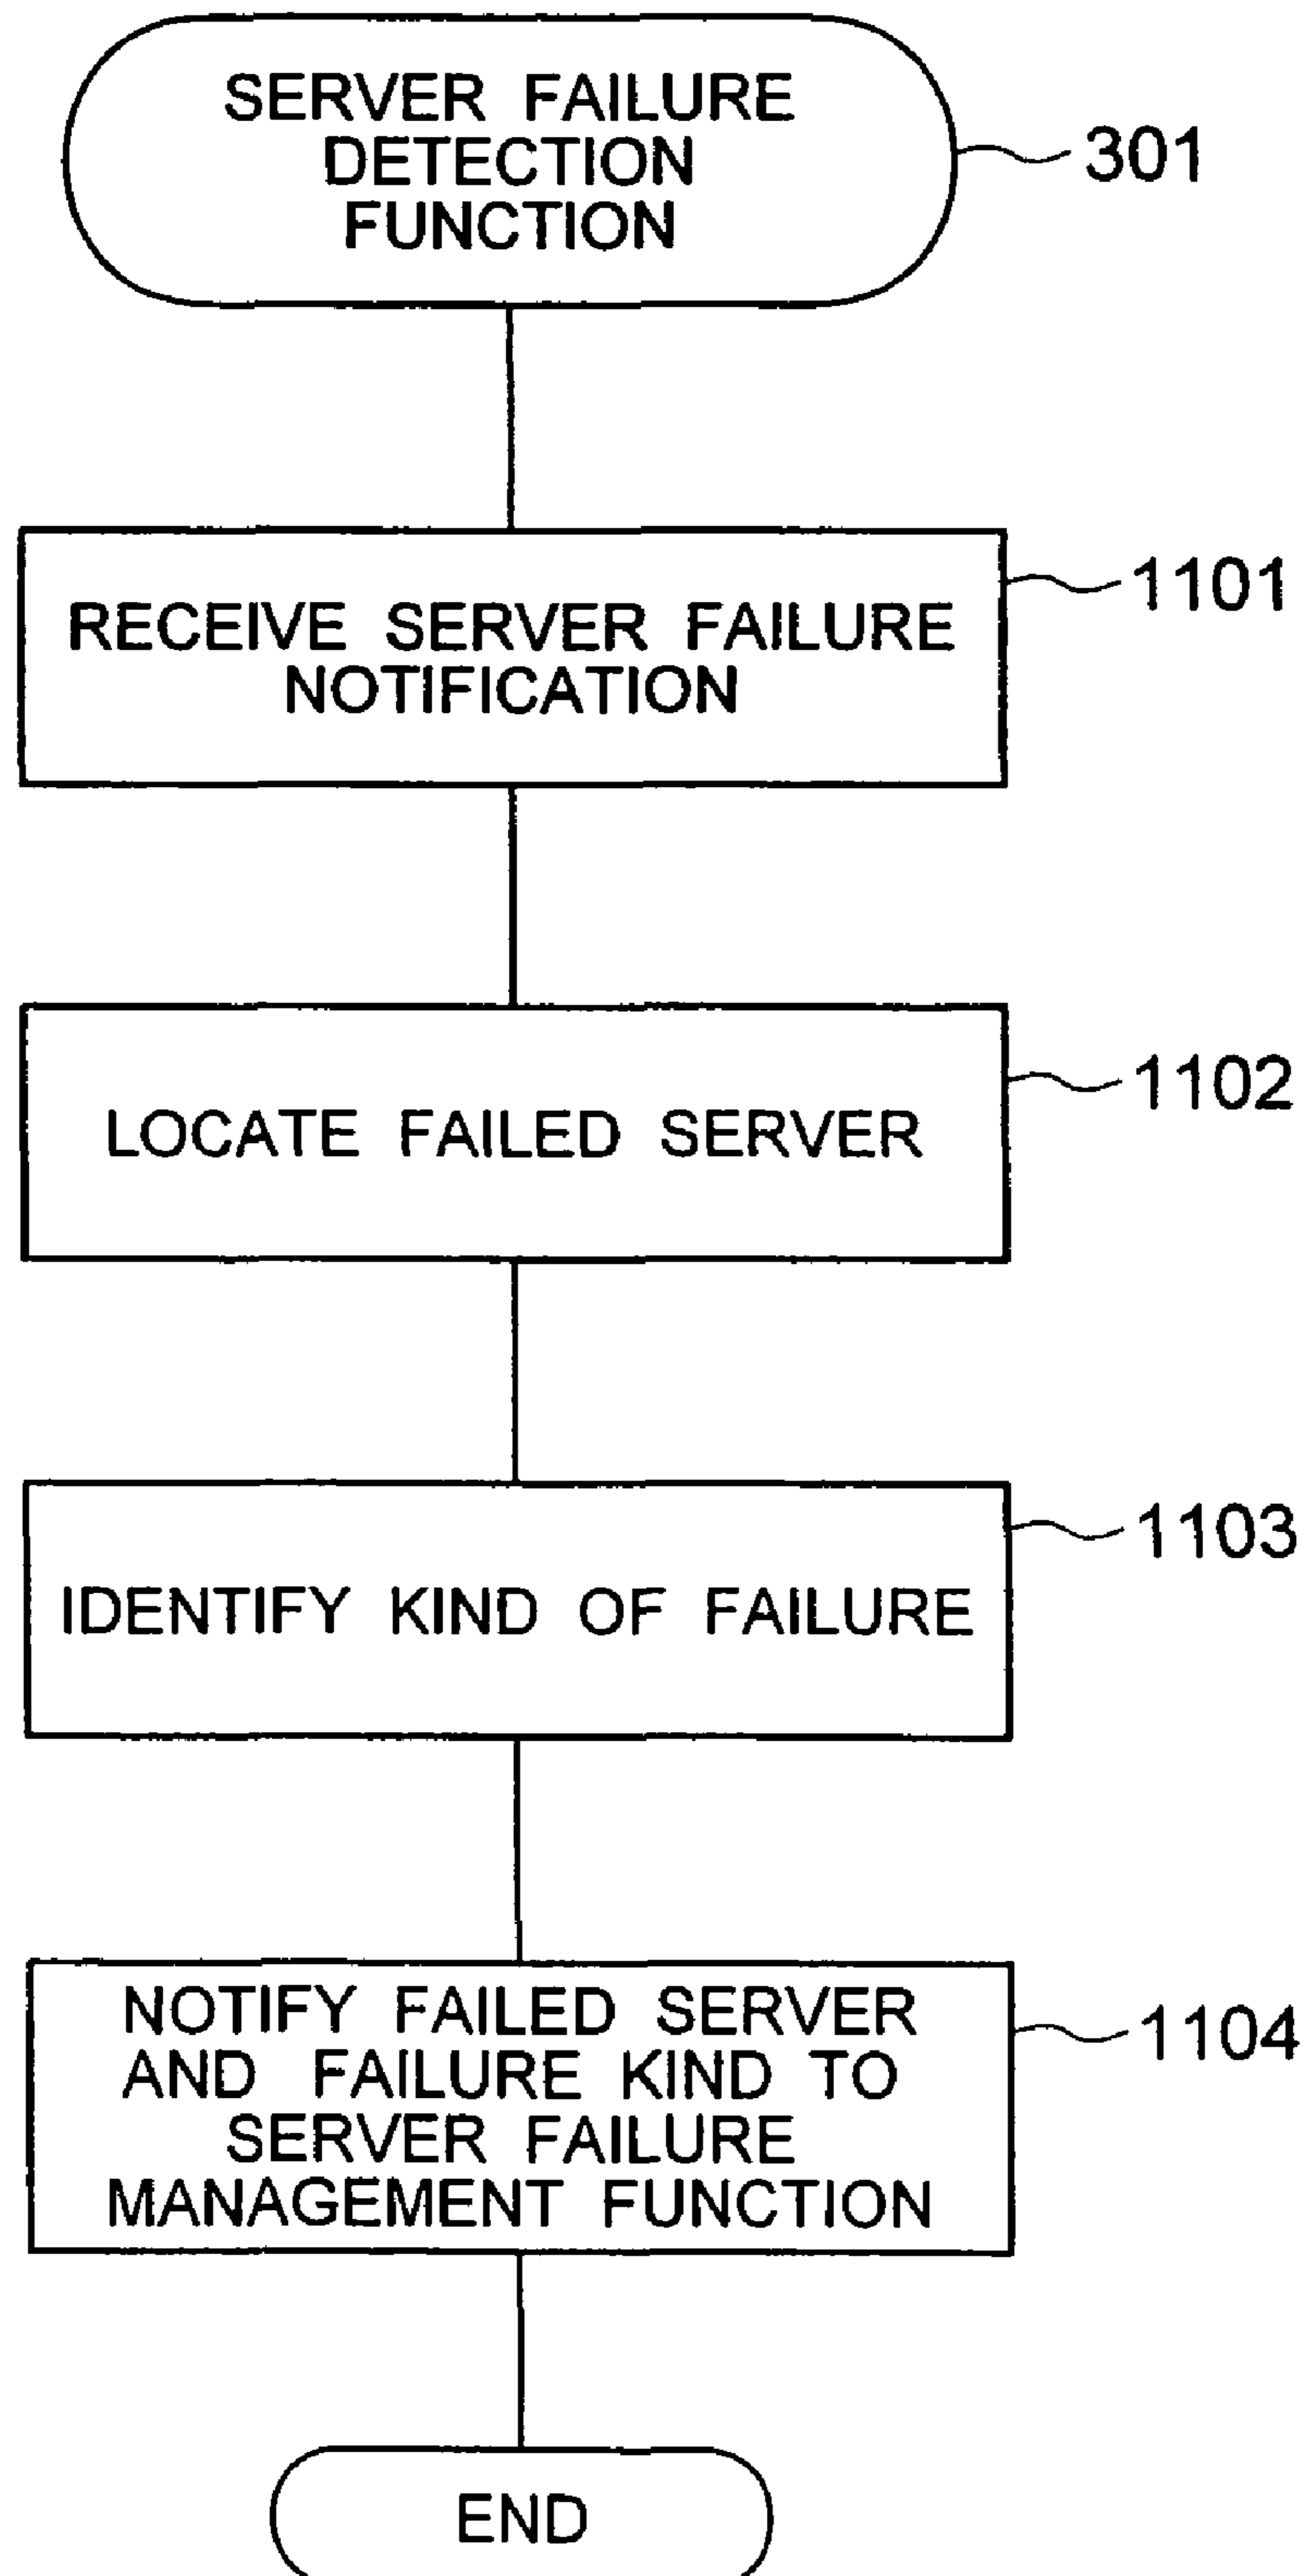 SERVER FAILURE
DETECTION
FUNCTION
301
RECEIVE SERVER FAILURE
NOTIFICATION
1101
LOCATE FAILED SERVER
1102
IDENTIFY KIND OF FAILURE
1103
NOTIFY FAILED SERVER
AND FAILURE KIND TO
SERVER FAILURE
MANAGEMENT FUNCTION
1104
END